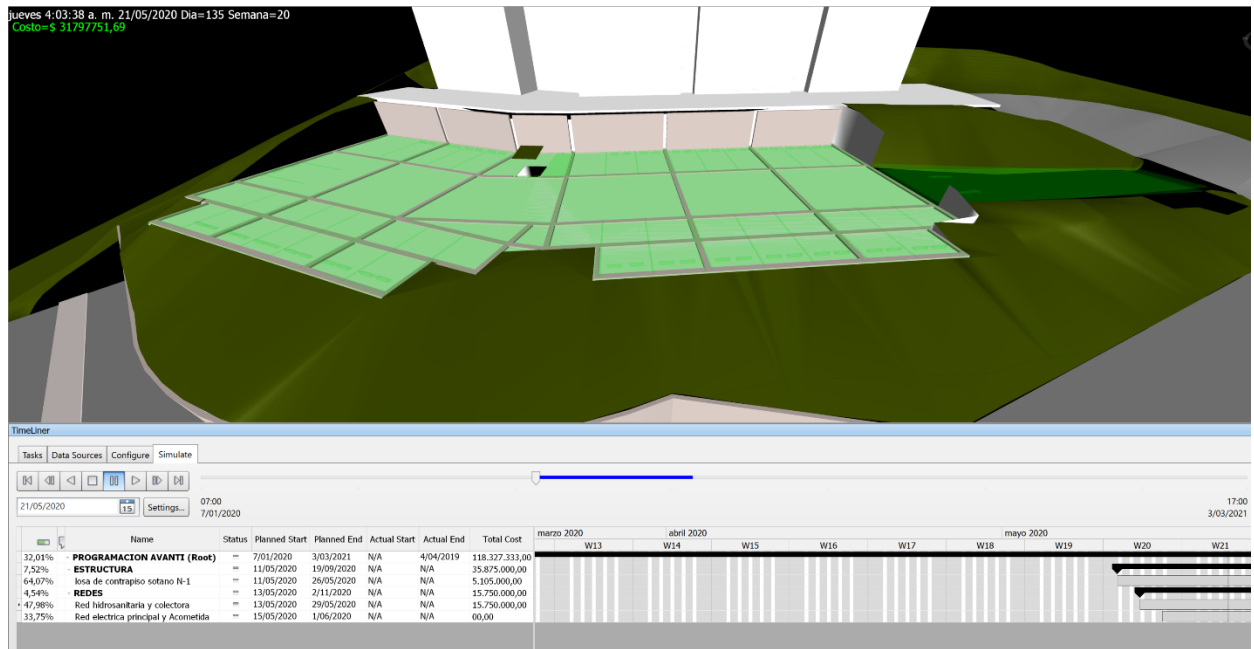 jueves 4:03:38 a. m. 21/05/2020 Dia=135 Semana=20
Costo=$ 31797751,69
TimeLiner
Tasks Data Sources Configure Simulate
21/05/2020 15 Settings... 07:00 17:00
7/01/2020 3/03/2021
Name Status Planned Start Planned End Actual Start Actual End Total Cost marzo 2020 abril 2020 mayo 2020
W13 W14 W15 W16 W17 W18 W19 W20 W21
32,01% PROGRAMACION AVANTI (Root) 7/01/2020 3/03/2021 N/A 4/04/2019 118.327.333,00
7,52% ESTRUCTURA 11/05/2020 19/09/2020 N/A N/A 35.875.000,00
64,07% losa de contrapiso sotano N-1 11/05/2020 26/05/2020 N/A N/A 5.105.000,00
4,54% REDES 13/05/2020 2/11/2020 N/A N/A 15.750.000,00
47,98% Red hidrosanitaria y colectora 13/05/2020 29/05/2020 N/A N/A 15.750.000,00
33,75% Red electrica principal y Acometida 15/05/2020 1/06/2020 N/A N/A 00,00